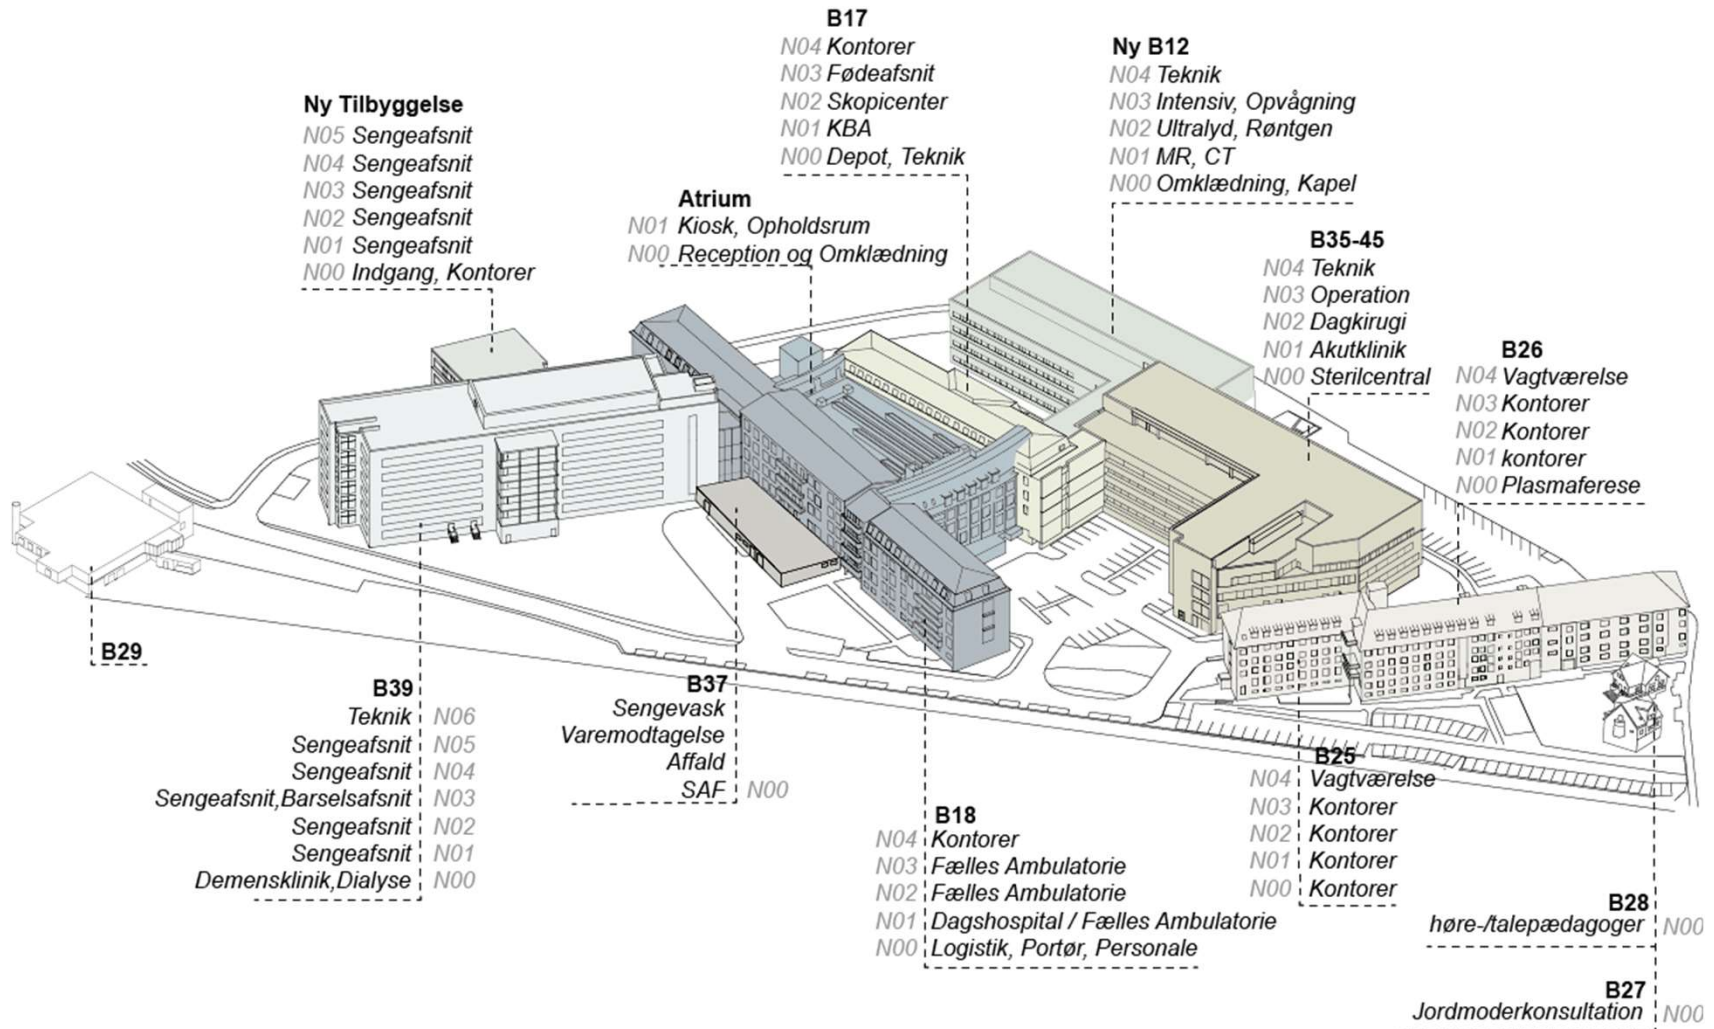 B17
N04 Kontorer
N03 Fødeafsnit
N02 Skopicenter
N01 KBA
N00 Depot, Teknik
Ny B12
N04 Teknik
N03 Intensiv, Opvågning
N02 Ultralyd, Røntgen
N01 MR, CT
N00 Omklædning, Kapel
Ny Tilbyggelse
N05 Sengeafsnit
N04 Sengeafsnit
N03 Sengeafsnit
N02 Sengeafsnit
N01 Sengeafsnit
N00 Indgang, Kontorer
Atrium
N01 Kiosk, Opholdsrum
N00 Reception og Omklædning
B35-45
N04 Teknik
N03 Operation
N02 Dagkirugi
N01 Akutklinik
N00 Sterilcentral
B26
N04 Vagtværelse
N03 Kontorer
N02 Kontorer
N01 kontorer
N00 Plasmaferese
B29
B39
Teknik N06
Sengeafsnit N05
Sengeafsnit N04
Sengeafsnit,Barselsafsnit N03
Sengeafsnit N02
Sengeafsnit N01
Demensklinik,Dialyse N00
B37
Sengevask
Varemodtagelse
Affald
SAF N00
B18
N04 Kontorer
N03 Fælles Ambulatorie
N02 Fælles Ambulatorie
N01 Dagshospital / Fælles Ambulatorie
N00 Logistik, Portør, Personale
B25
N04 Vagtværelse
N03 Kontorer
N02 Kontorer
N01 Kontorer
N00 Kontorer
B28
høre-/talepædagoger N00
B27
Jordmoderkonsultation N00